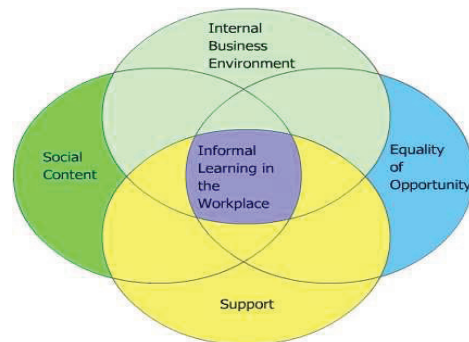 Internal
Business
Environment
Social
Content
Informal
Learning in
the
Workplace
Equality
of
Opportunity
Support